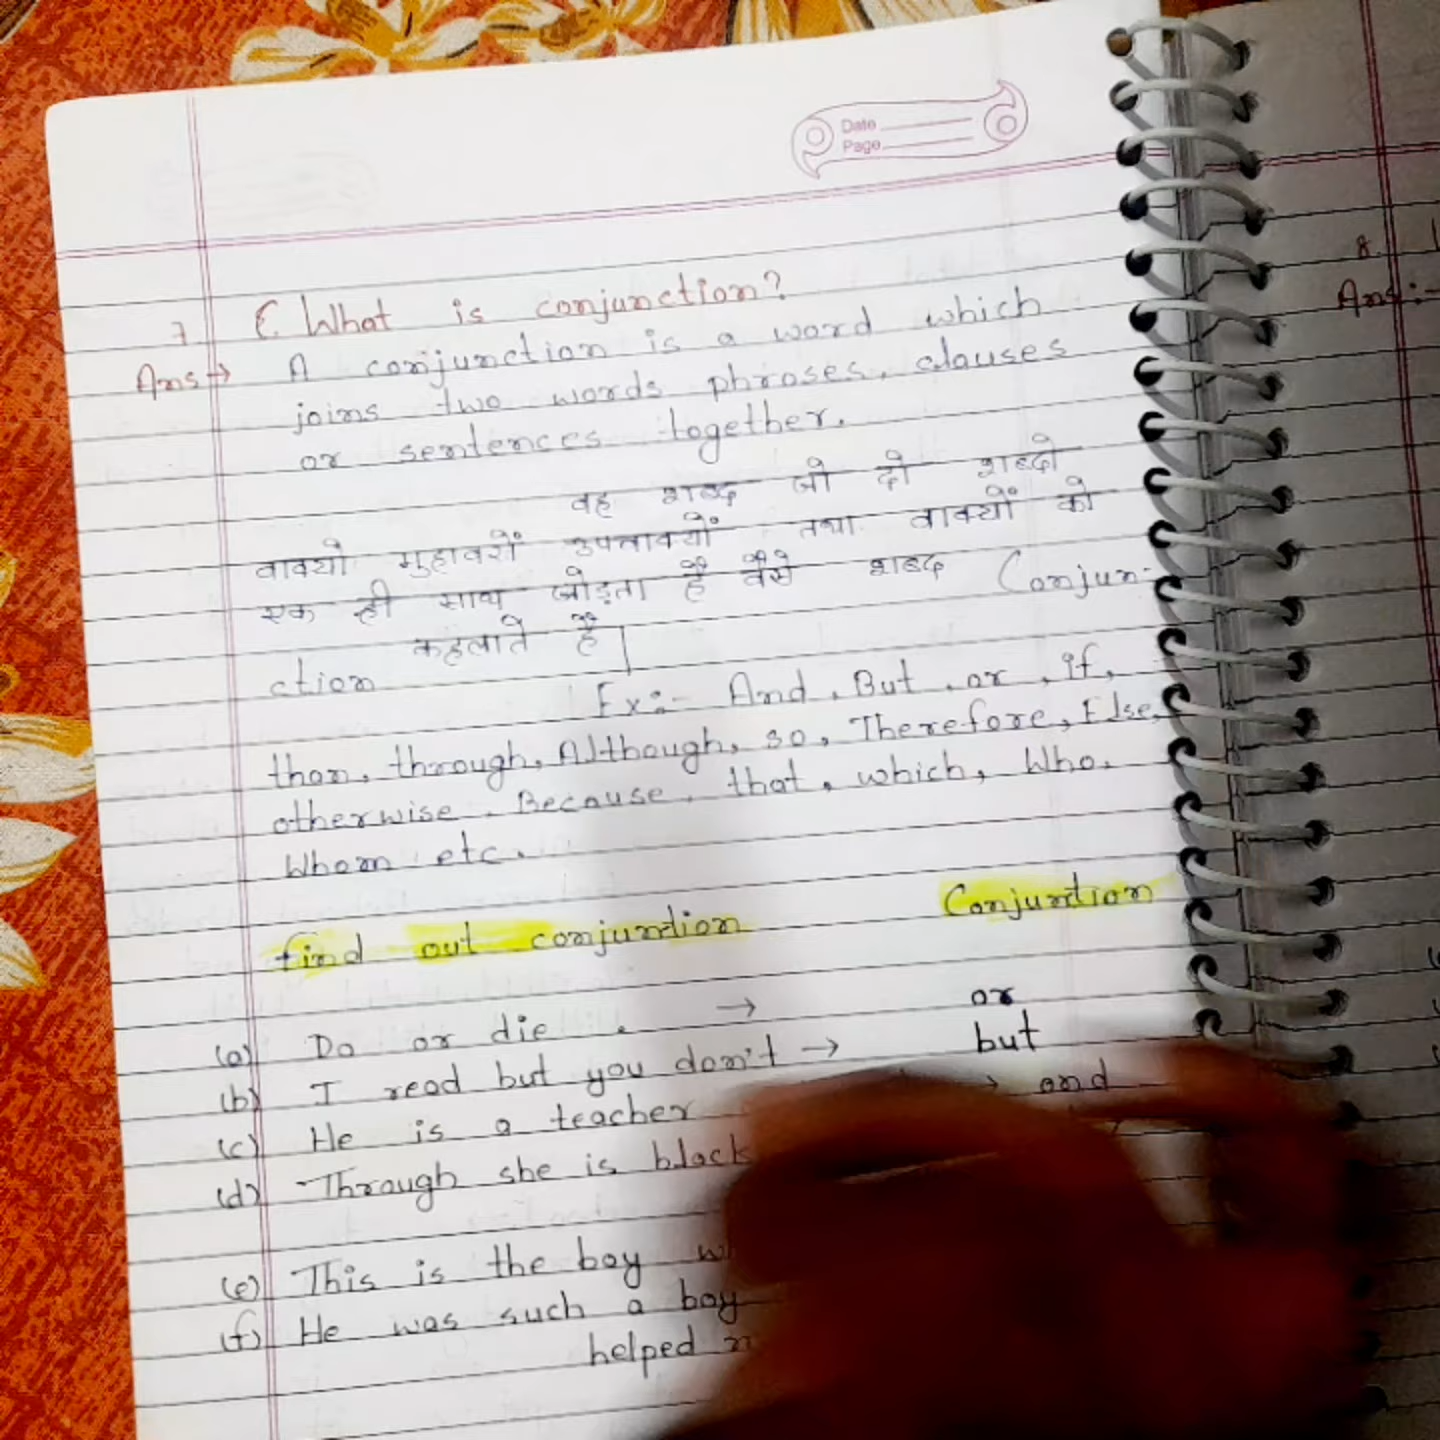 Date
Page
7 What is conjunction?
Ans → A conjunction is a word which
joins two words phrases, clauses
or sentences together.
वह शब्द जो दो शब्दो
वाक्यो मुहावरों उपवाक्यों तथा वाक्यों को
एक ही साथ जोड़ता है वैसे शब्द Conjun-
ction कहलाते हैं|
Ex:- And, But, or, if,
than, through, Although, so, Therefore, Else,
otherwise, Because, that, which, Who,
Whom etc.
find out conjuntion Conjuntion
(a) Do or die. → or
(b) I read but you don't → but
(c) He is a teacher → and
(d) Through she is black
(e) This is the boy
(f) He was such a boy
helped
8.
Ans:-